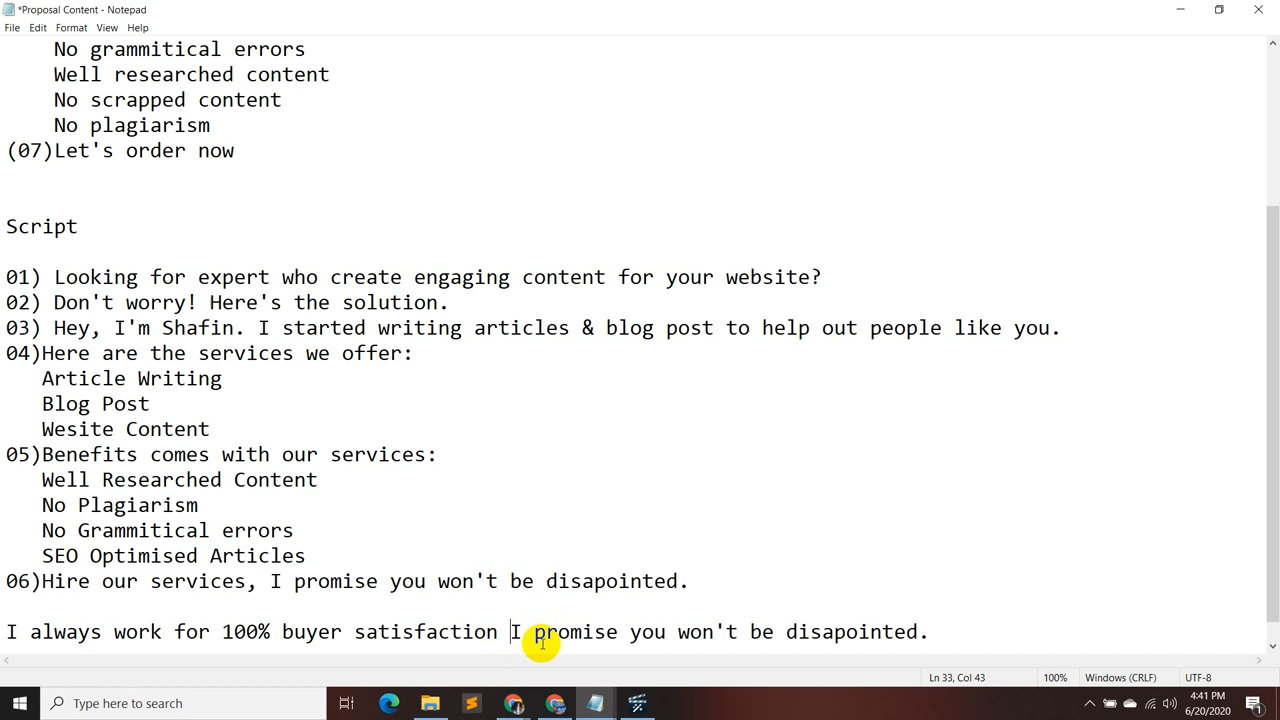 *Proposal Content - Notepad
File Edit Format View Help
No grammitical errors
Well researched content
No scrapped content
No plagiarism
(07)Let's order now
Script
01) Looking for expert who create engaging content for your website?
02) Don't worry! Here's the solution.
03) Hey, I'm Shafin. I started writing articles & blog post to help out people like you.
04)Here are the services we offer:
Article Writing
Blog Post
Wesite Content
05)Benefits comes with our services:
Well Researched Content
No Plagiarism
No Grammitical errors
SEO Optimised Articles
06)Hire our services, I promise you won't be disapointed.
I always work for 100% buyer satisfaction I promise you won't be disapointed.
Ln 33, Col 43 100% Windows (CRLF) UTF-8
Type here to search
4:41 PM
6/20/2020
1